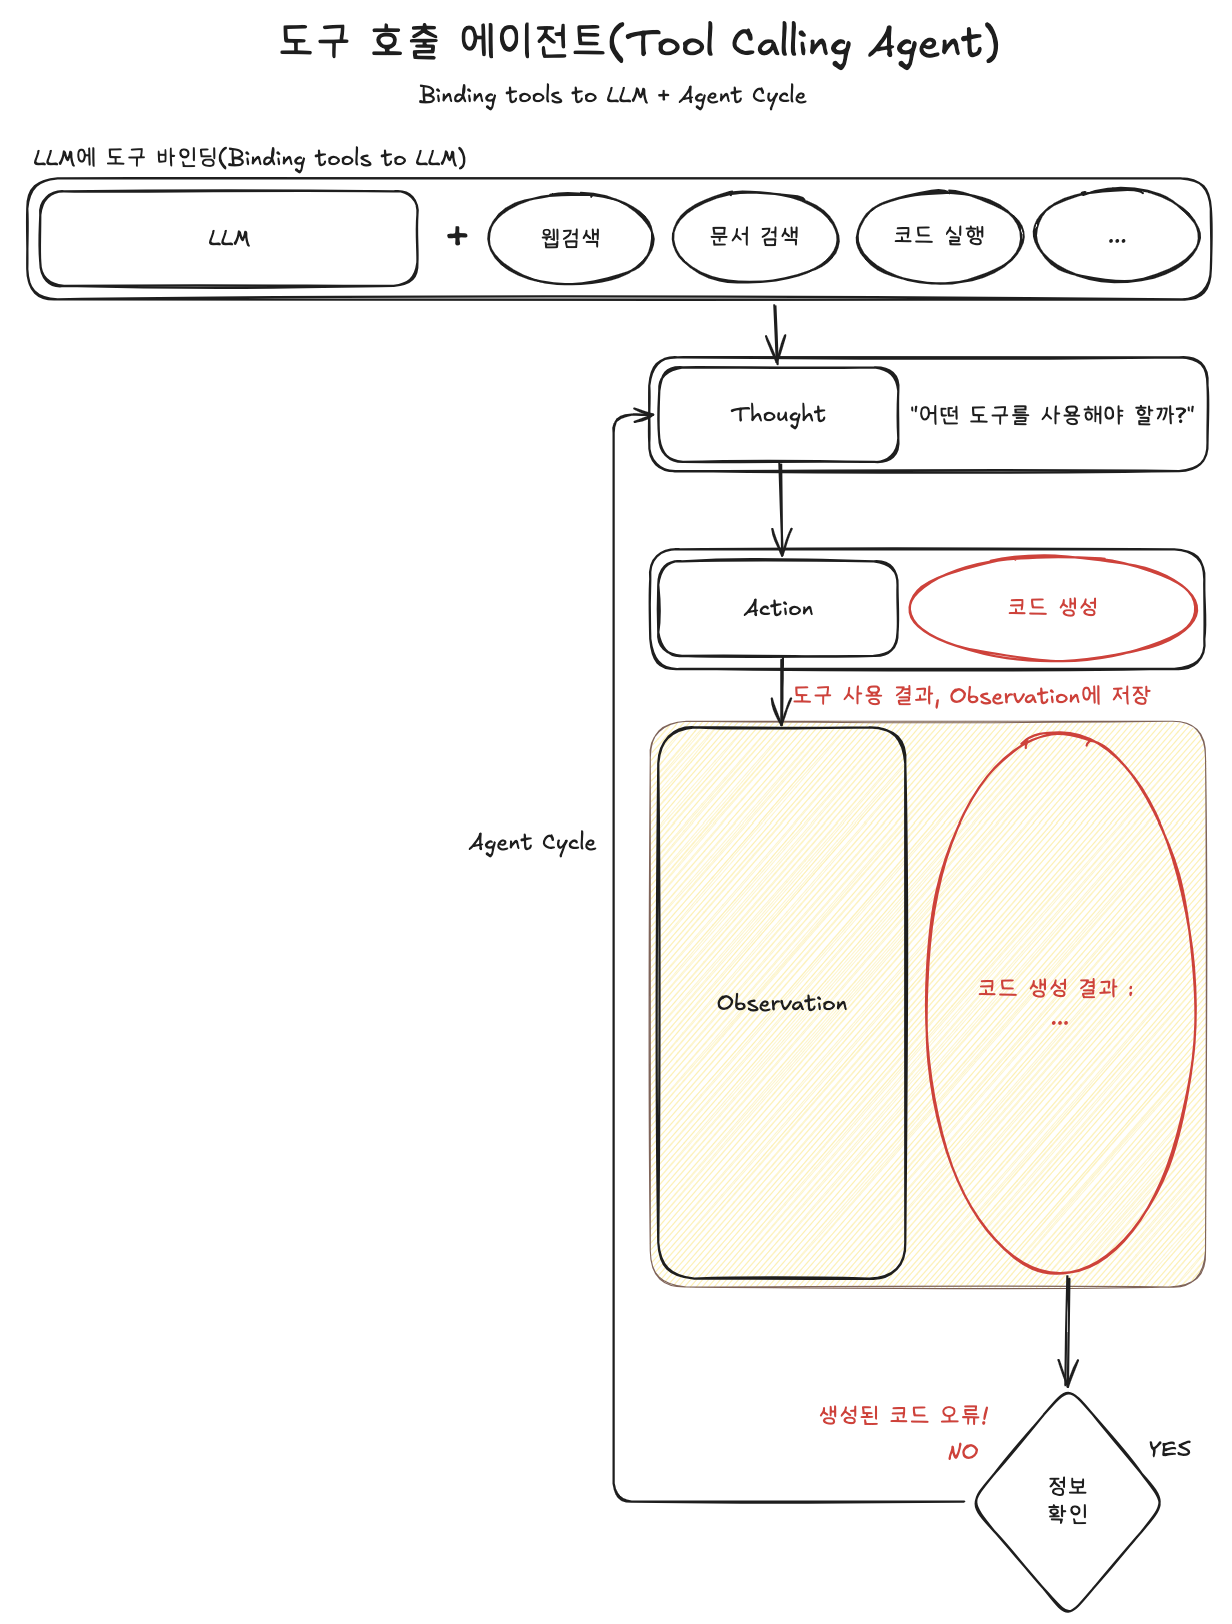 도구 호출 에이전트(Tool Calling Agent)
Binding tools to LLM + Agent Cycle
LLM에 도구 바인딩(Binding tools to LLM)
LLM
+
웹검색
문서 검색
코드 실행
...
Thought
"어떤 도구를 사용해야 할까?"
Action
코드 생성
도구 사용 결과, Observation에 저장
Agent Cycle
Observation
코드 생성 결과 :
...
생성된 코드 오류!
NO
YES
정보
확인